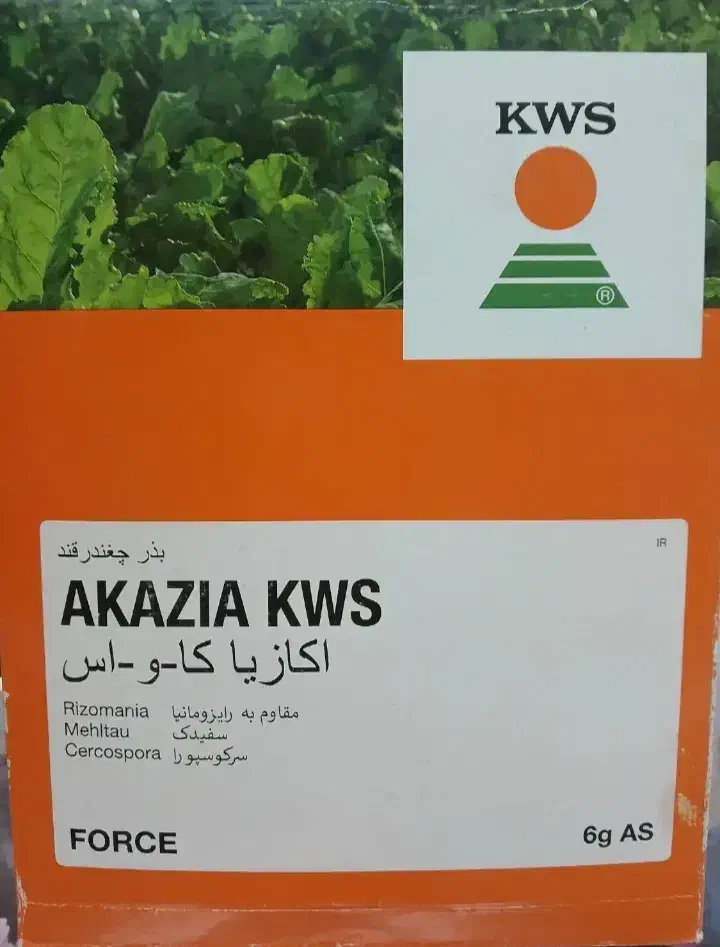 KWS
®
بذر چغندرقند
IR
AKAZIA KWS
اکازیا کا-و-اس
Rizomania مقاوم به رایزومانیا
Mehltau سفیدک
Cercospora سرکوسپورا
FORCE
6g AS